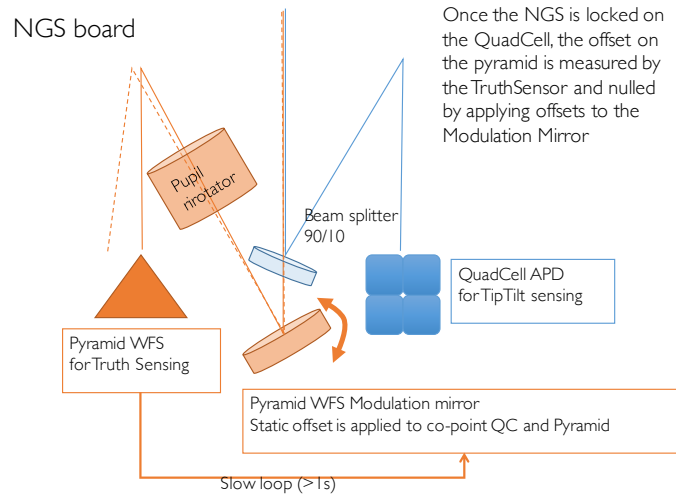 NGS board
Once the NGS is locked on
the QuadCell, the offset on
the pyramid is measured by
the TruthSensor and nulled
by applying offsets to the
Modulation Mirror
Pupil
rirotator
Beam splitter
90/10
QuadCell APD
for TipTilt sensing
Pyramid WFS
for Truth Sensing
Pyramid WFS Modulation mirror
Static offset is applied to co-point QC and Pyramid
Slow loop (>1s)